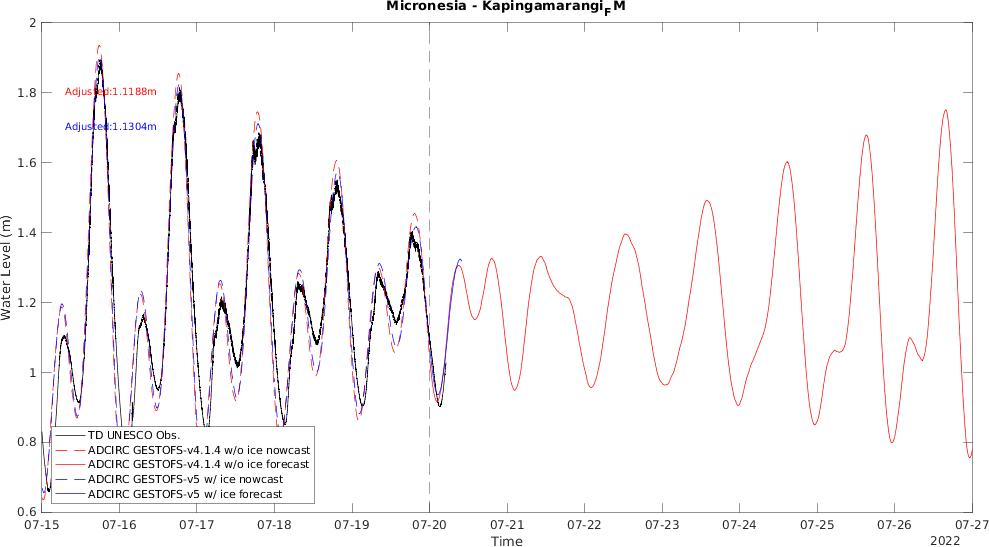 Micronesia - Kapingamarangi_FM
2
1.8
1.6
1.4
1.2
1
0.8
0.6
Water Level (m)
Adjusted:1.1188m
Adjusted:1.1304m
TD UNESCO Obs.
ADCIRC GESTOFS-v4.1.4 w/o ice nowcast
ADCIRC GESTOFS-v4.1.4 w/o ice forecast
ADCIRC GESTOFS-v5 w/ ice nowcast
ADCIRC GESTOFS-v5 w/ ice forecast
07-15 07-16 07-17 07-18 07-19 07-20 07-21 07-22 07-23 07-24 07-25 07-26 07-27
Time
2022